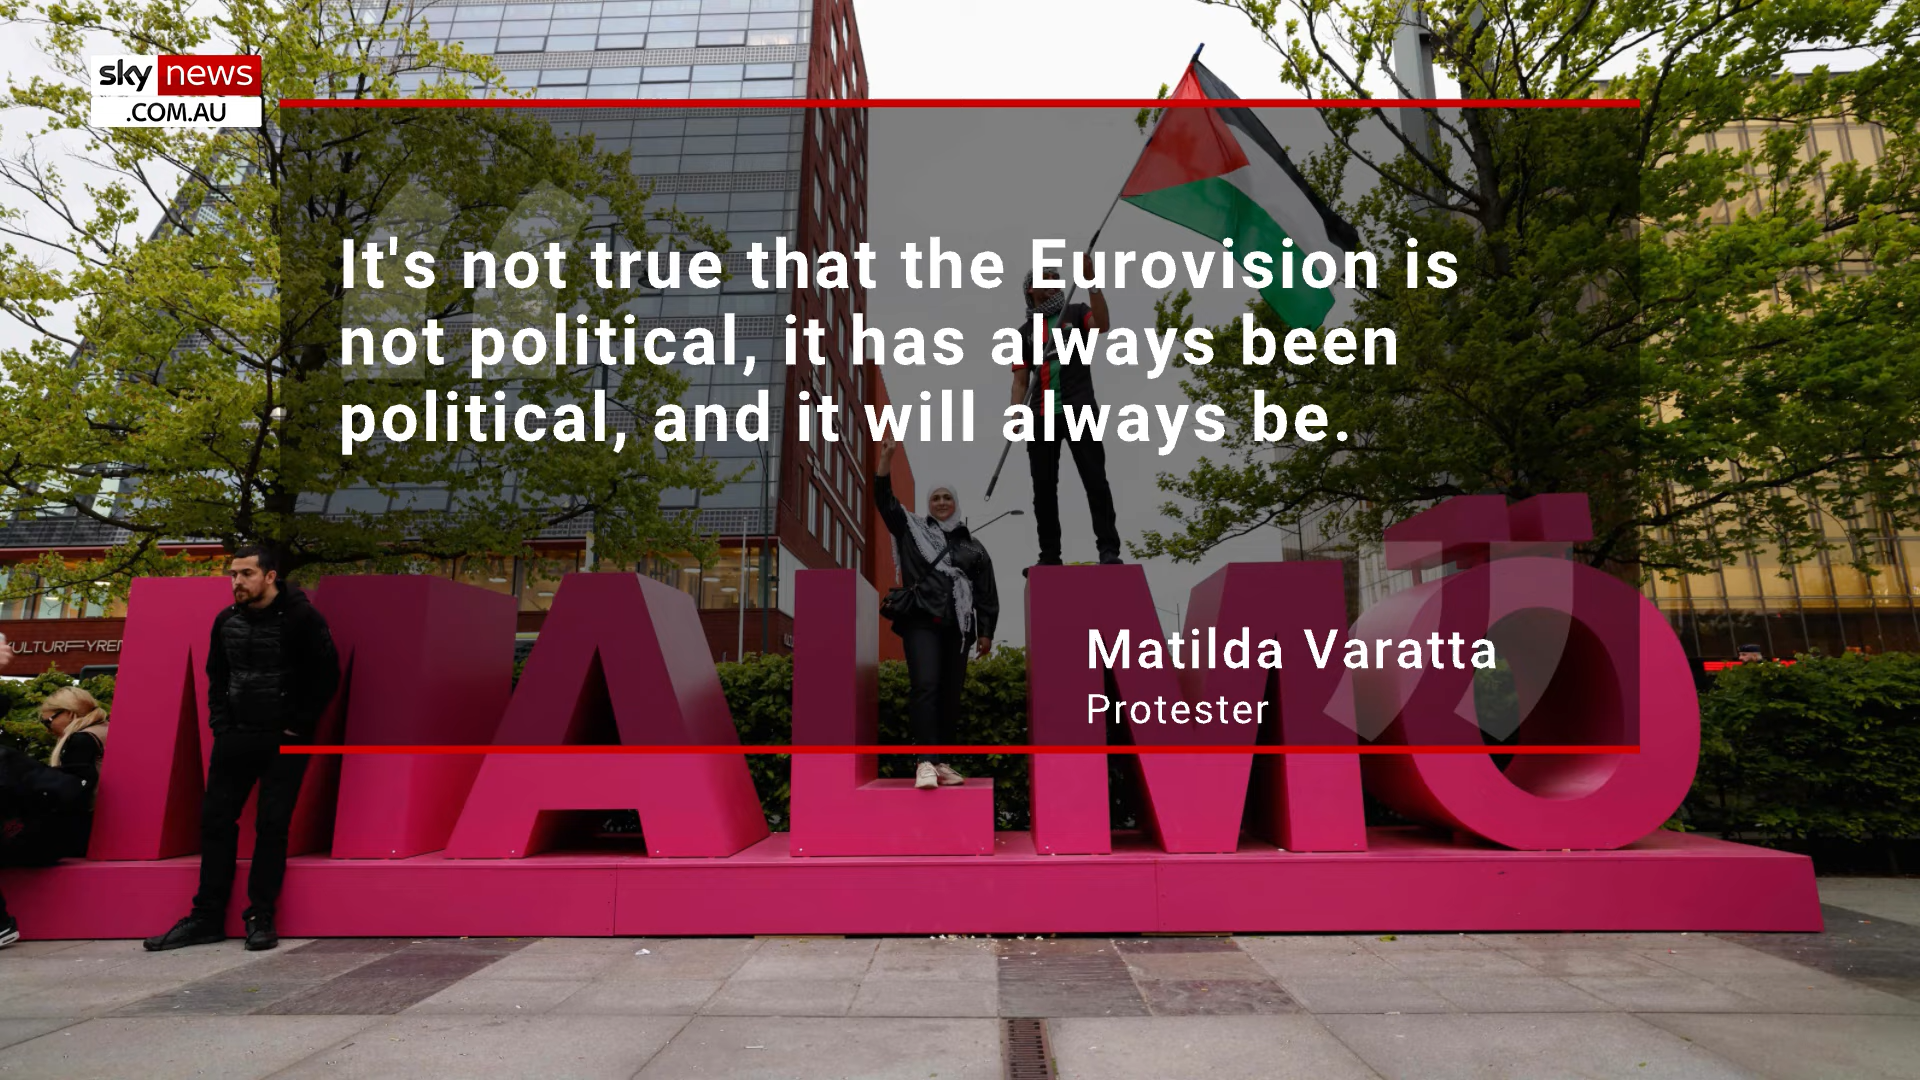 sky news
.COM.AU
It's not true that the Eurovision is
not political, it has always been
political, and it will always be.
Matilda Varatta
Protester
MALMÖ